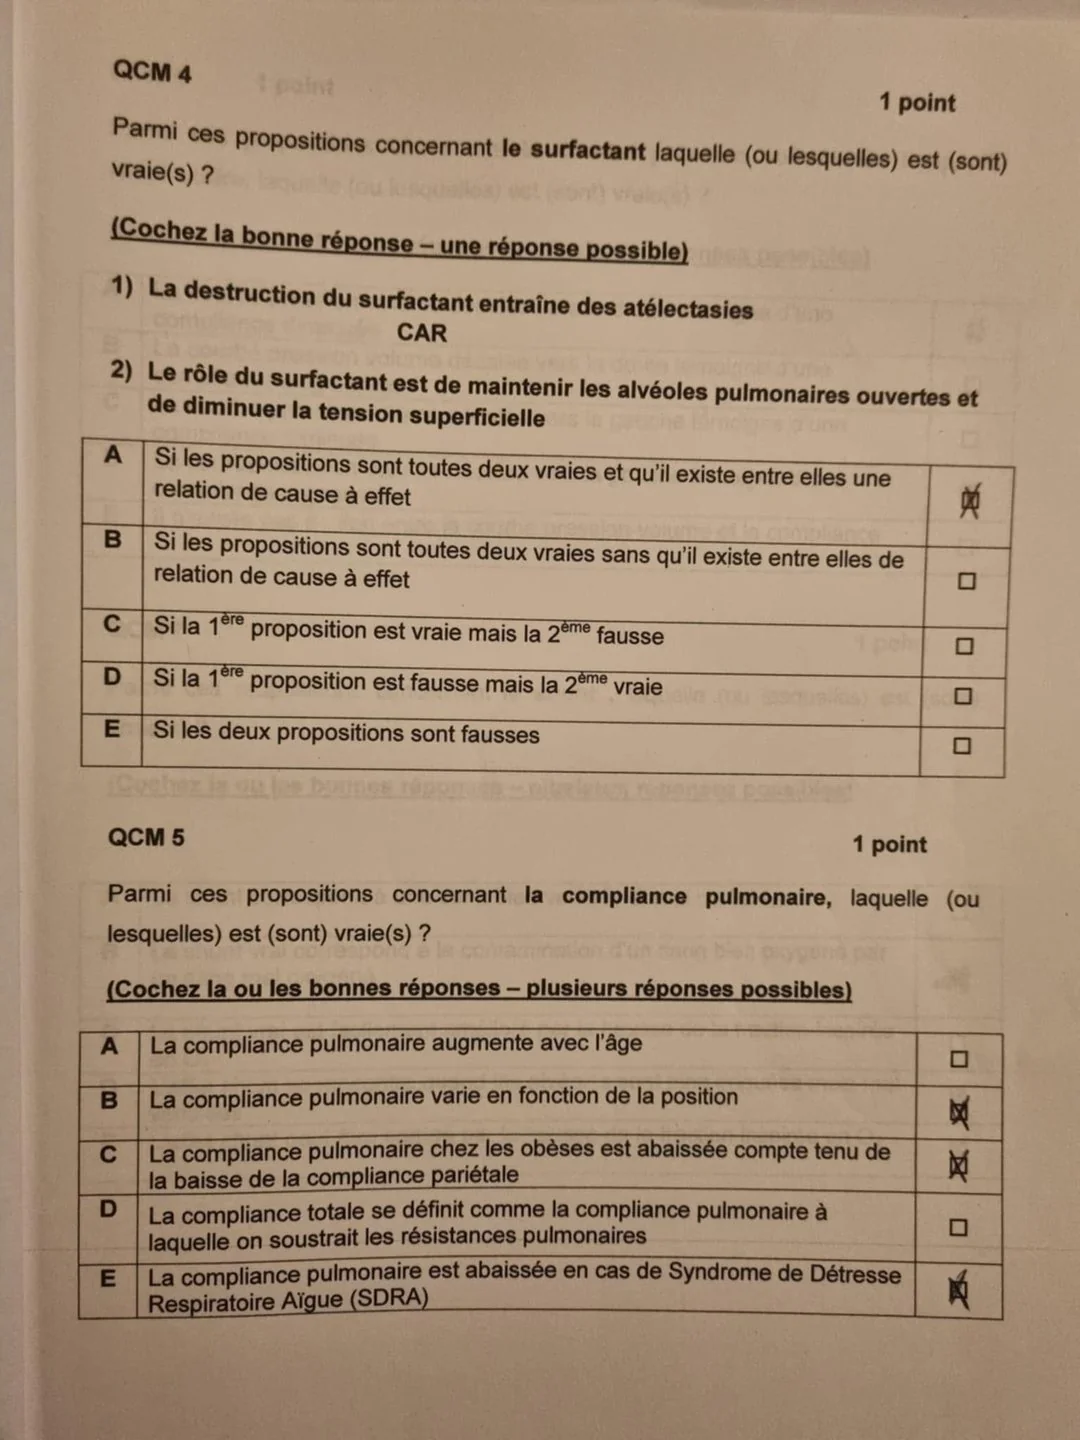 QCM 4
1 point
Parmi ces propositions concernant le surfactant laquelle (ou lesquelles) est (sont)
vraie(s) ?
(Cochez la bonne réponse – une réponse possible)
1) La destruction du surfactant entraîne des atélectasies
CAR
2) Le rôle du surfactant est de maintenir les alvéoles pulmonaires ouvertes et
de diminuer la tension superficielle
A Si les propositions sont toutes deux vraies et qu'il existe entre elles une
relation de cause à effet
B Si les propositions sont toutes deux vraies sans qu'il existe entre elles de
relation de cause à effet
C Si la 1ère proposition est vraie mais la 2ème fausse
D Si la 1ère proposition est fausse mais la 2ème vraie
E Si les deux propositions sont fausses
QCM 5
1 point
Parmi ces propositions concernant la compliance pulmonaire, laquelle (ou
lesquelles) est (sont) vraie(s) ?
(Cochez la ou les bonnes réponses – plusieurs réponses possibles)
A La compliance pulmonaire augmente avec l'âge
B La compliance pulmonaire varie en fonction de la position
C La compliance pulmonaire chez les obèses est abaissée compte tenu de
la baisse de la compliance pariétale
D La compliance totale se définit comme la compliance pulmonaire à
laquelle on soustrait les résistances pulmonaires
E La compliance pulmonaire est abaissée en cas de Syndrome de Détresse
Respiratoire Aïgue (SDRA)